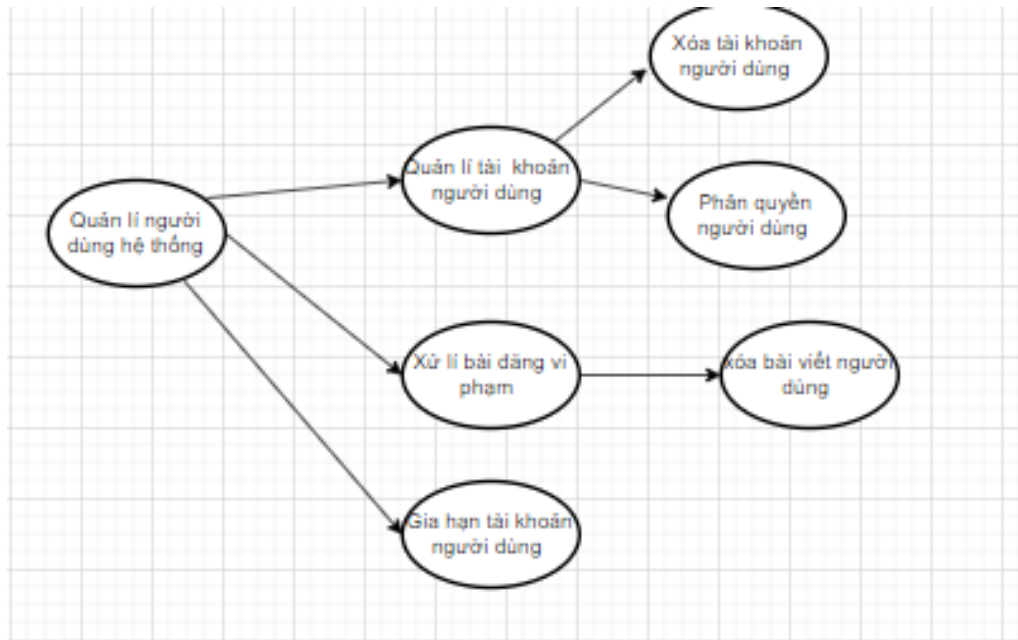 Xóa tài khoản
người dùng
Quản lí tài khoản
người dùng
Phân quyền
người dùng
Quản lí người
dùng hệ thống
Xử lí bài đăng vi
phạm
xóa bài viết người
dùng
Gia hạn tài khoản
người dùng